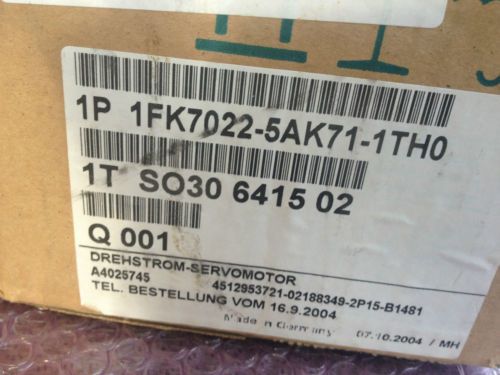 1P 1FK7022-5AK71-1TH0
1T SO30 6415 02
Q 001
DREHSTROM-SERVOMOTOR
A4025745 4512953721-02188349-2P15-B1481
TEL. BESTELLUNG VOM 16.9.2004
Made in Germany 07.10.2004 / MH